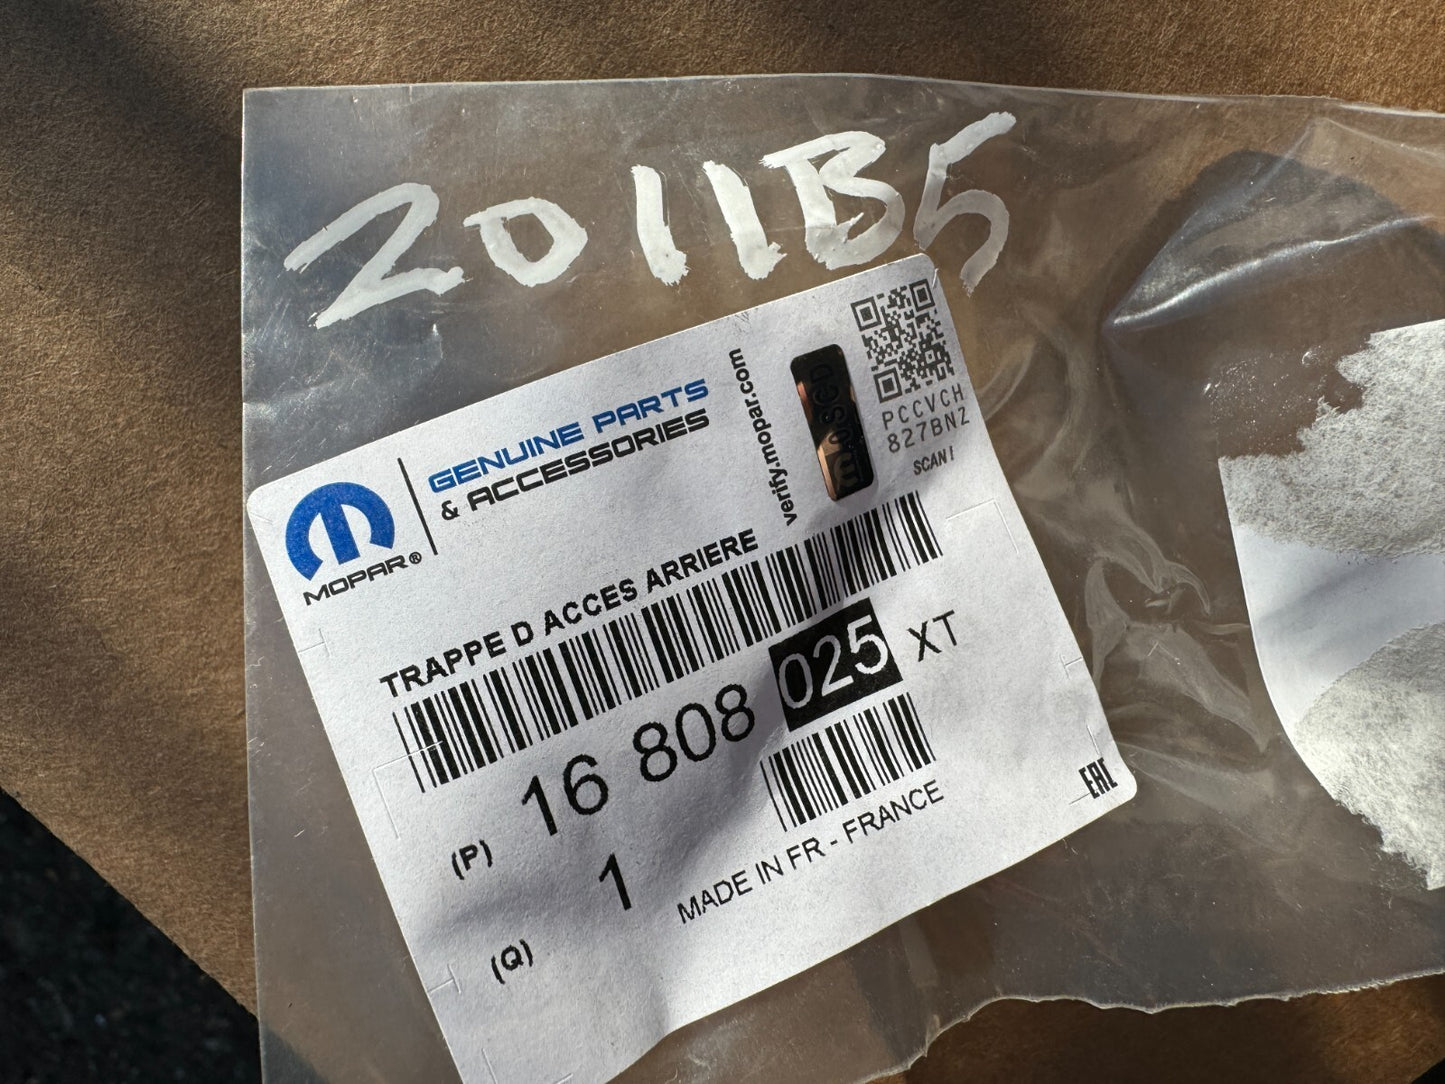 2011B5
MOPAR®
GENUINE PARTS
& ACCESSORIES
verify.mopar.com
PCCVCH
827BNZ
SCAN!
TRAPPE D ACCES ARRIERE
(P) 16 808 025 XT
(Q) 1
MADE IN FR - FRANCE
EAC